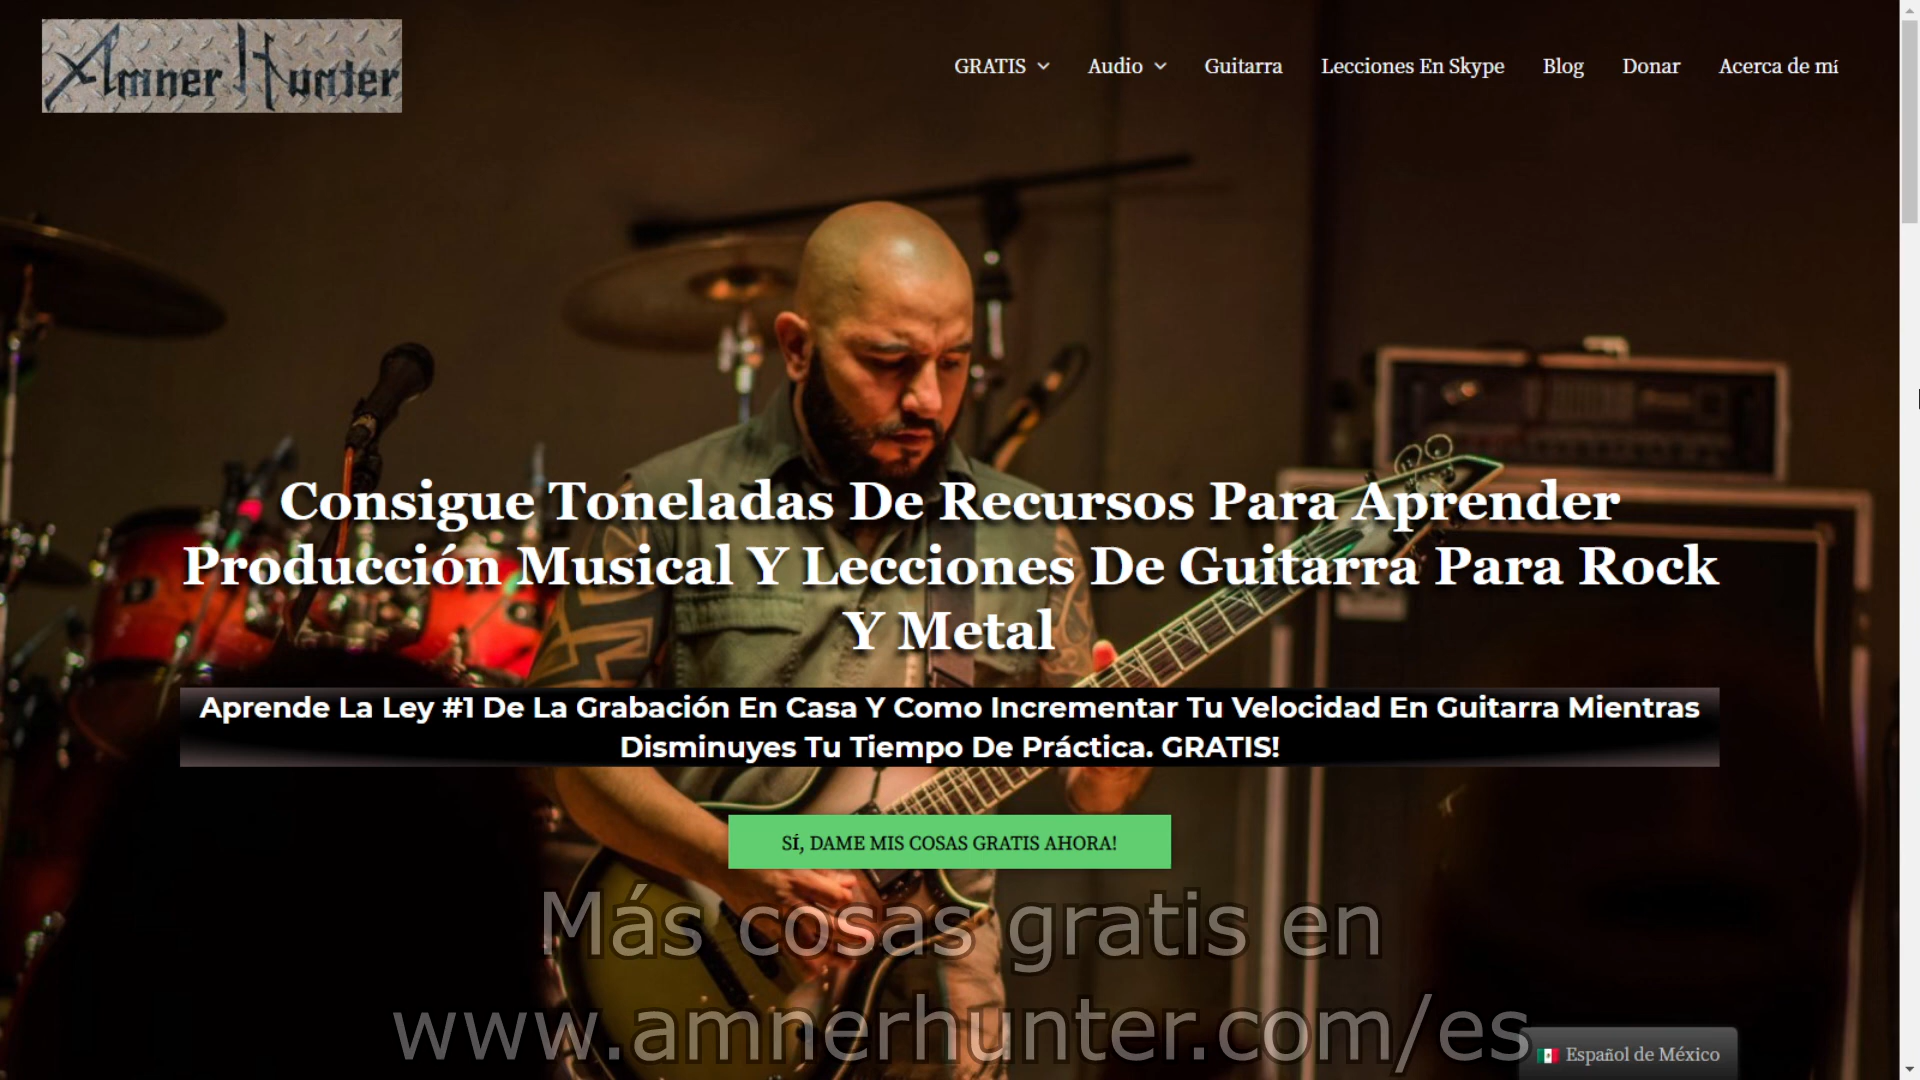 Amner Hunter
GRATIS Audio Guitarra Lecciones En Skype Blog Donar Acerca de mí
Consigue Toneladas De Recursos Para Aprender
Producción Musical Y Lecciones De Guitarra Para Rock
Y Metal
Aprende La Ley #1 De La Grabación En Casa Y Como Incrementar Tu Velocidad En Guitarra Mientras
Disminuyes Tu Tiempo De Práctica. GRATIS!
SÍ, DAME MIS COSAS GRATIS AHORA!
Más cosas gratis en
www.amnerhunter.com/es
Español de México